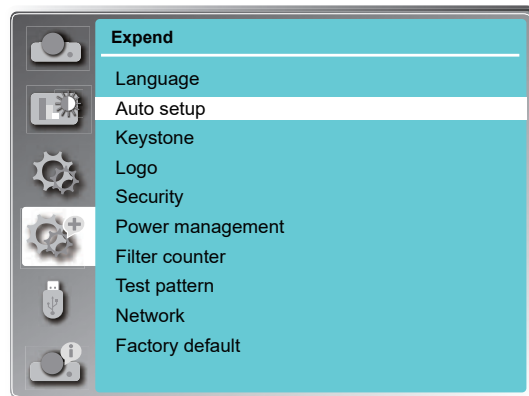 Expend
Language
Auto setup
Keystone
Logo
Security
Power management
Filter counter
Test pattern
Network
Factory default